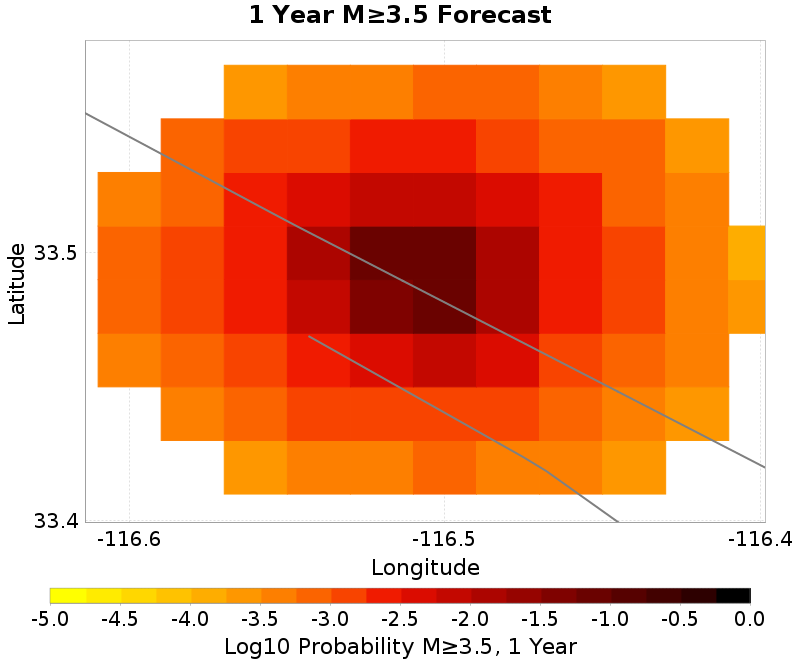 1 Year M≥3.5 Forecast
Latitude
33.5
33.4
-116.6 -116.5 -116.4
Longitude
-5.0 -4.5 -4.0 -3.5 -3.0 -2.5 -2.0 -1.5 -1.0 -0.5 0.0
Log10 Probability M≥3.5, 1 Year